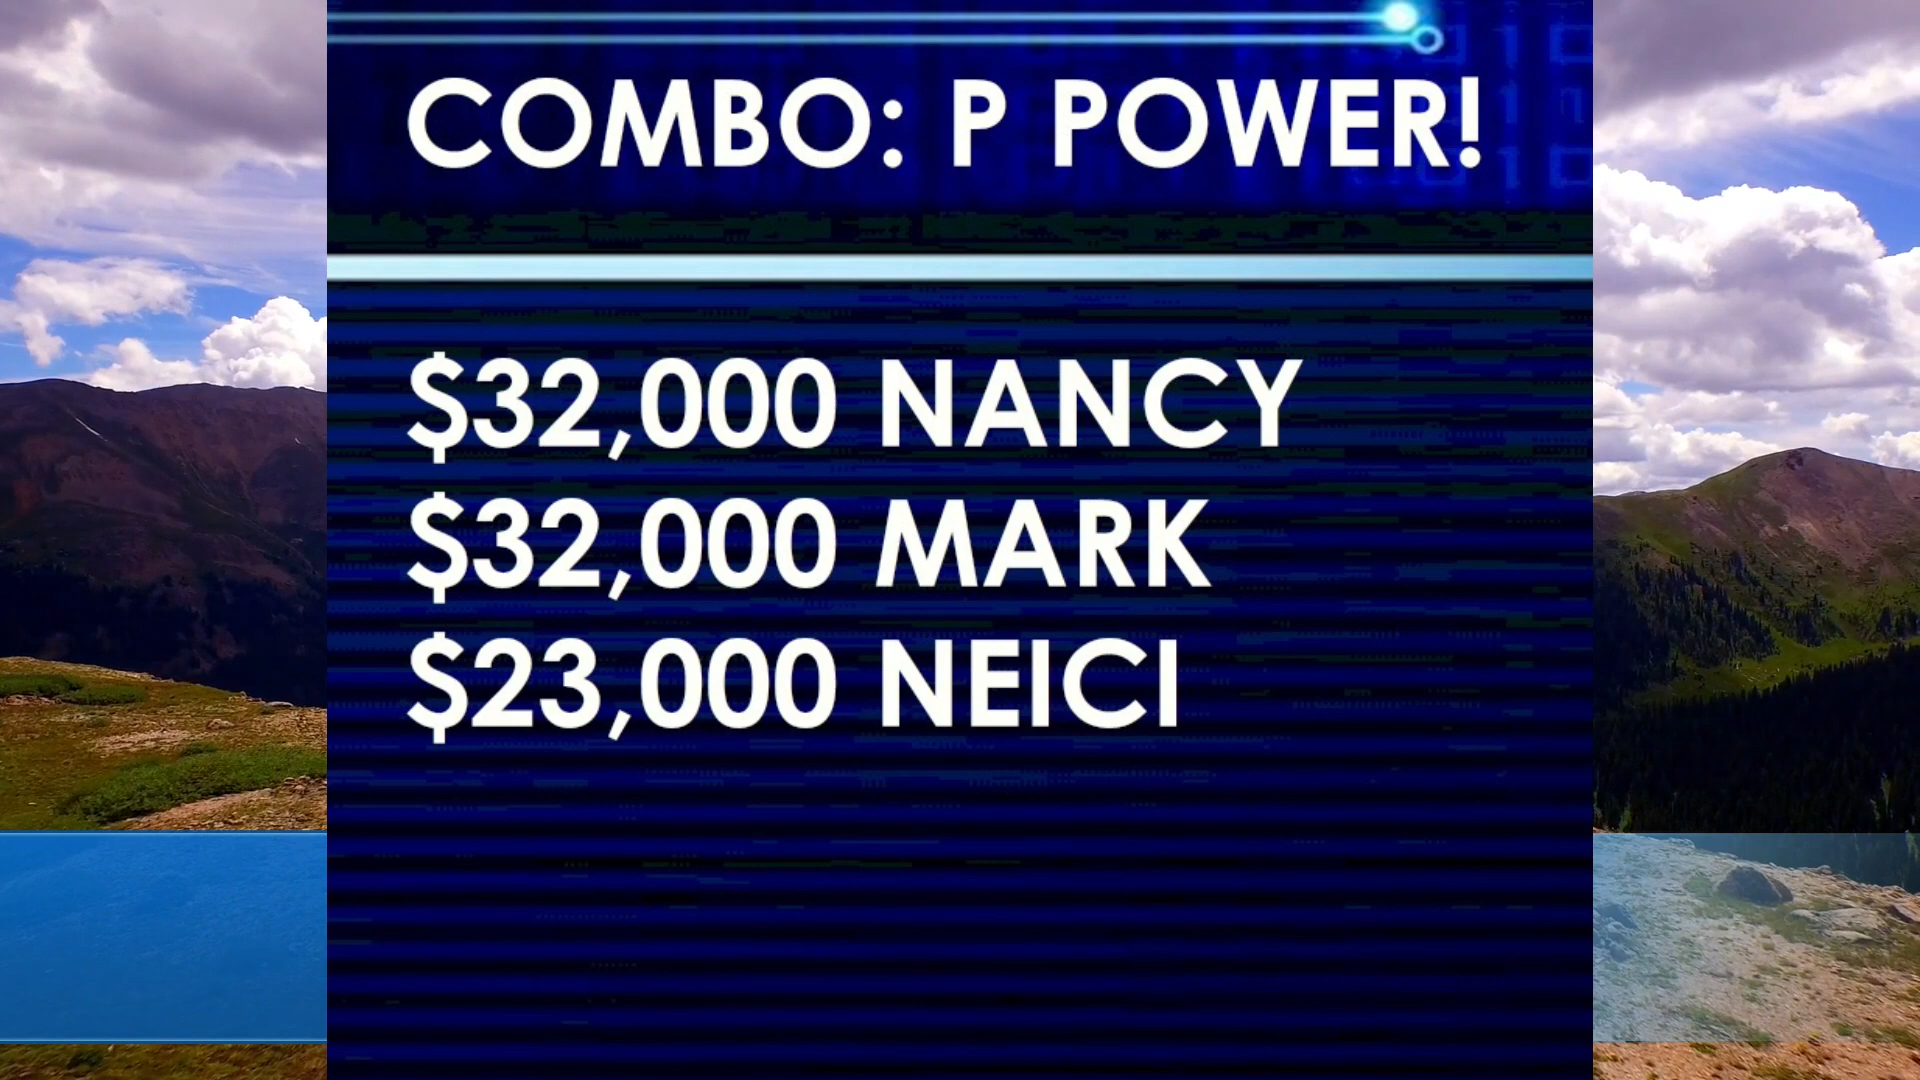 COMBO: P POWER!
$32,000 NANCY
$32,000 MARK
$23,000 NEICI